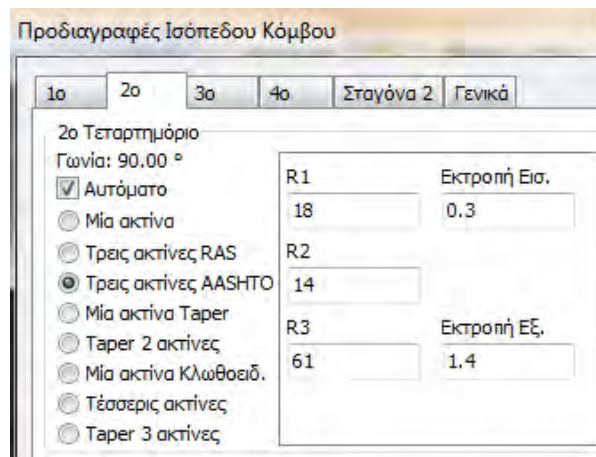 Προδιαγραφές Ισόπεδου Κόμβου
1ο 2ο 3ο 4ο Σταγόνα 2 Γενικά
2ο Τεταρτημόριο
Γωνία: 90.00 °
Αυτόματο
Μία ακτίνα
Τρεις ακτίνες RAS
Τρεις ακτίνες AASHTO
Μία ακτίνα Taper
Taper 2 ακτίνες
Μία ακτίνα Κλωθοειδ.
Τέσσερις ακτίνες
Taper 3 ακτίνες
R1 Εκτροπή Εισ.
18 0.3
R2
14
R3 Εκτροπή Εξ.
61 1.4